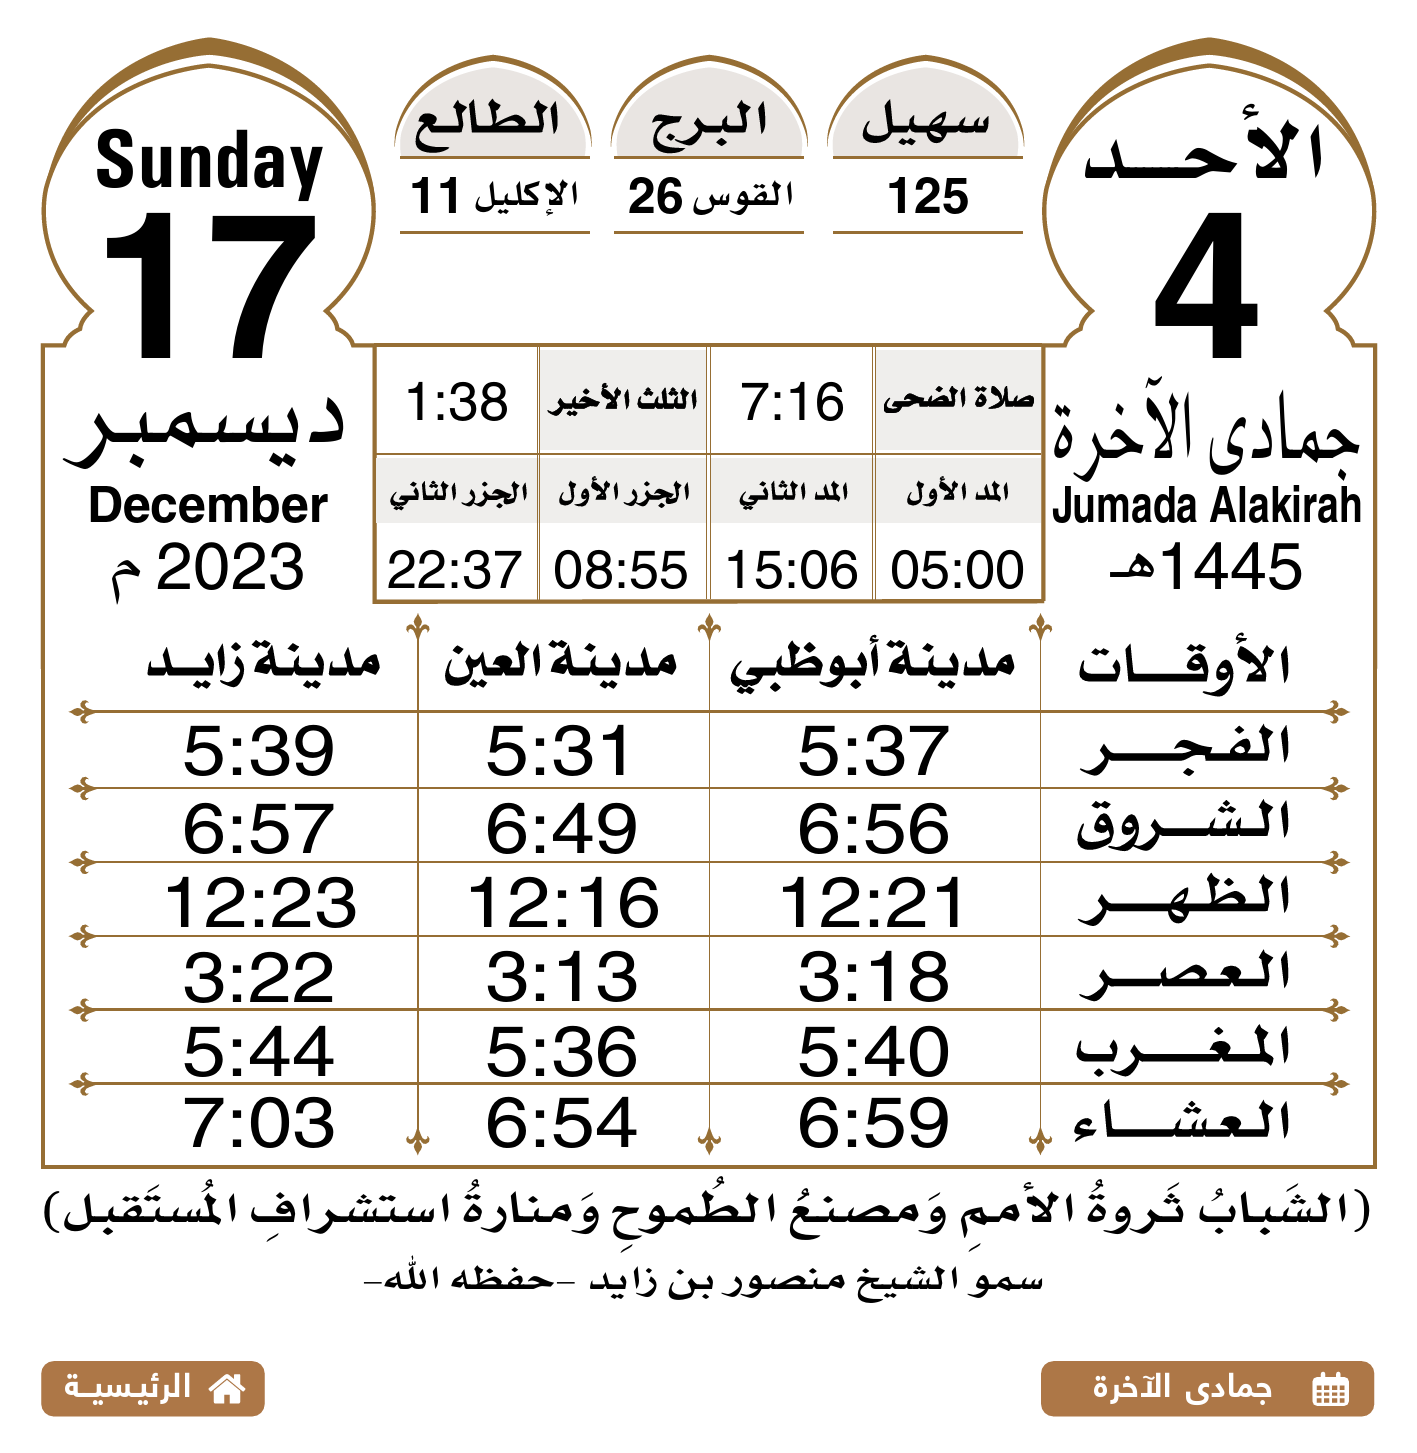 الأحد
4
جمادى الآخرة
Jumada Alakirah
1445هـ
سهيل
125
البرج
القوس 26
الطالع
الإكليل 11
Sunday
17
ديسمبر
December
2023 م
صلاة الضحى 7:16 الثلث الأخير 1:38
المد الأول المد الثاني الجزر الأول الجزر الثاني
05:00 15:06 08:55 22:37
الأوقات مدينة أبوظبي مدينة العين مدينة زايد
الفجر 5:37 5:31 5:39
الشروق 6:56 6:49 6:57
الظهر 12:21 12:16 12:23
العصر 3:18 3:13 3:22
المغرب 5:40 5:36 5:44
العشاء 6:59 6:54 7:03
(الشَبابُ ثَروةُ الأممِ وَمصنعُ الطُموحِ وَمنارةُ استشرافِ المُستَقبل)
سمو الشيخ منصور بن زايد -حفظه الله-
جمادى الآخرة
الرئيسية